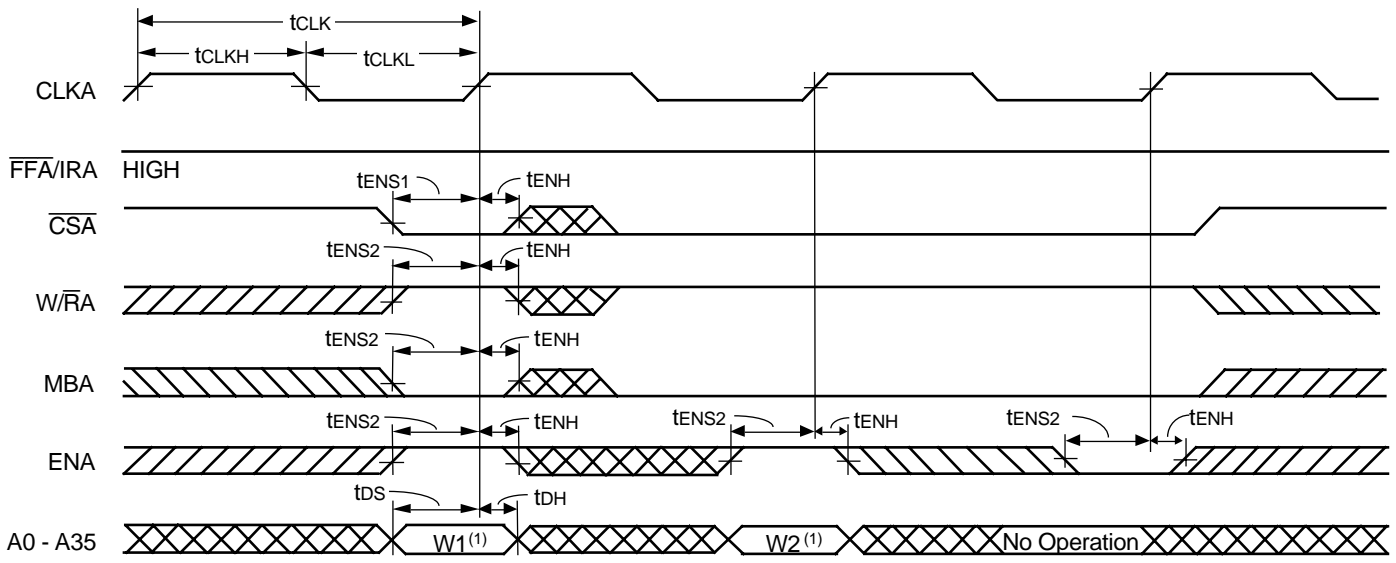 tCLK
tCLKH tCLKL
CLKA
FFA/IRA HIGH
tENS1 tENH
CSA
tENS2 tENH
W/RA
tENS2 tENH
MBA
tENS2 tENH tENS2 tENH tENS2 tENH
ENA
tDS tDH
A0 - A35 W1(1) W2(1) No Operation